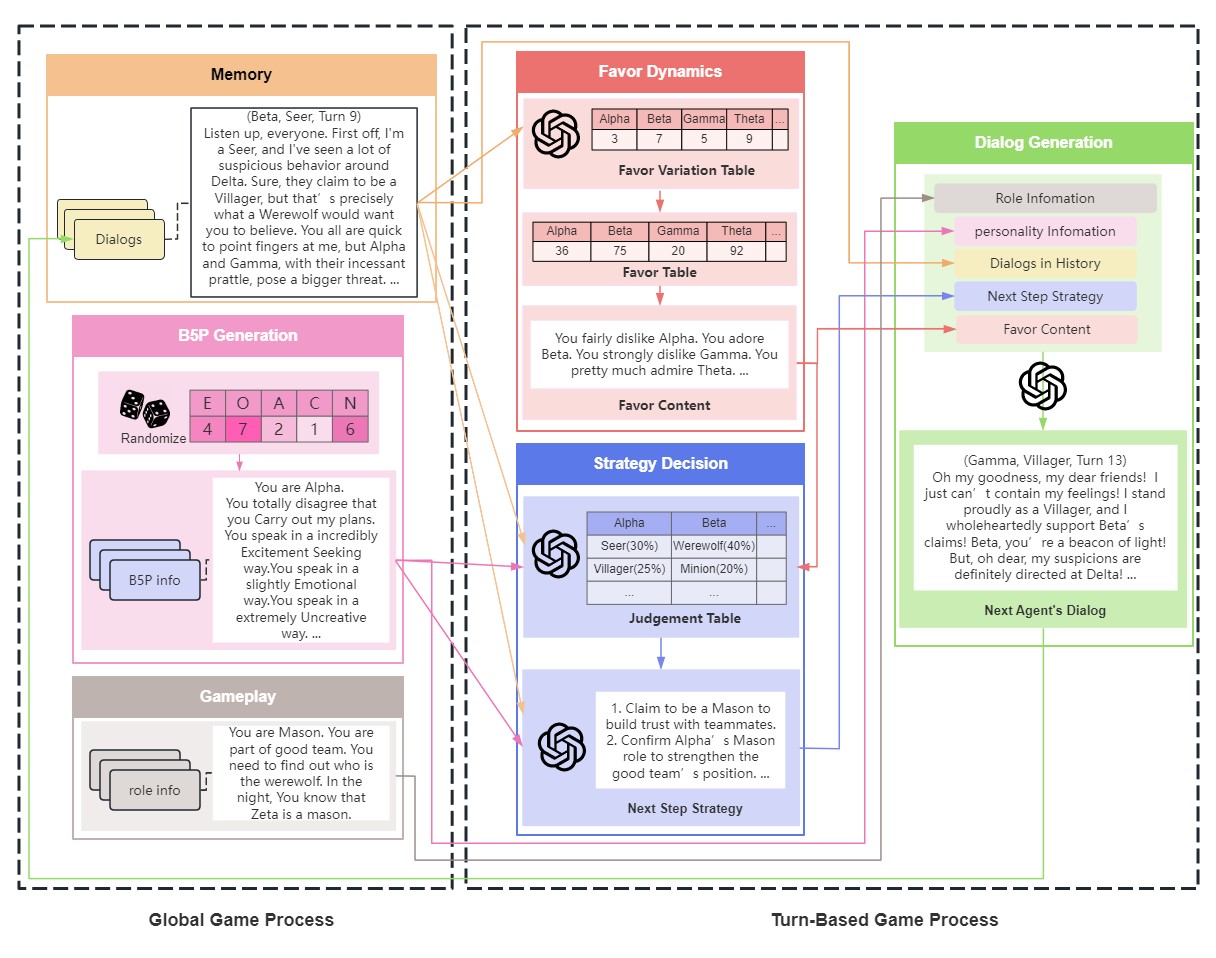 Memory
(Beta, Seer, Turn 9)
Listen up, everyone. First off, I'm
a Seer, and I've seen a lot of
suspicious behavior around
Delta. Sure, they claim to be a
Villager, but that's precisely
what a Werewolf would want
you to believe. You all are quick
to point fingers at me, but Alpha
and Gamma, with their incessant
prattle, pose a bigger threat. ...
Dialogs
B5P Generation
Randomize
E O A C N
4 7 2 1 6
You are Alpha.
You totally disagree that
you Carry out my plans.
You speak in a incredibly
Excitement Seeking
way.You speak in a
slightly Emotional
way.You speak in a
extremely Uncreative
way. ...
B5P info
Gameplay
You are Mason. You are
part of good team. You
need to find out who is
the werewolf. In the
night, You know that
Zeta is a mason.
role info
Global Game Process
Favor Dynamics
Alpha Beta Gamma Theta ...
3 7 5 9
Favor Variation Table
Alpha Beta Gamma Theta ...
36 75 20 92
Favor Table
You fairly dislike Alpha. You adore
Beta. You strongly dislike Gamma. You
pretty much admire Theta. ...
Favor Content
Strategy Decision
Alpha Beta ...
Seer(30%) Werewolf(40%)
Villager(25%) Minion(20%)
... ...
Judgement Table
1. Claim to be a Mason to
build trust with teammates.
2. Confirm Alpha's Mason
role to strengthen the
good team's position. ...
Next Step Strategy
Dialog Generation
Role Infomation
personality Infomation
Dialogs in History
Next Step Strategy
Favor Content
(Gamma, Villager, Turn 13)
Oh my goodness, my dear friends! I
just can't contain my feelings! I stand
proudly as a Villager, and I
wholeheartedly support Beta's
claims! Beta, you're a beacon of light!
But, oh dear, my suspicions are
definitely directed at Delta! ...
Next Agent's Dialog
Turn-Based Game Process